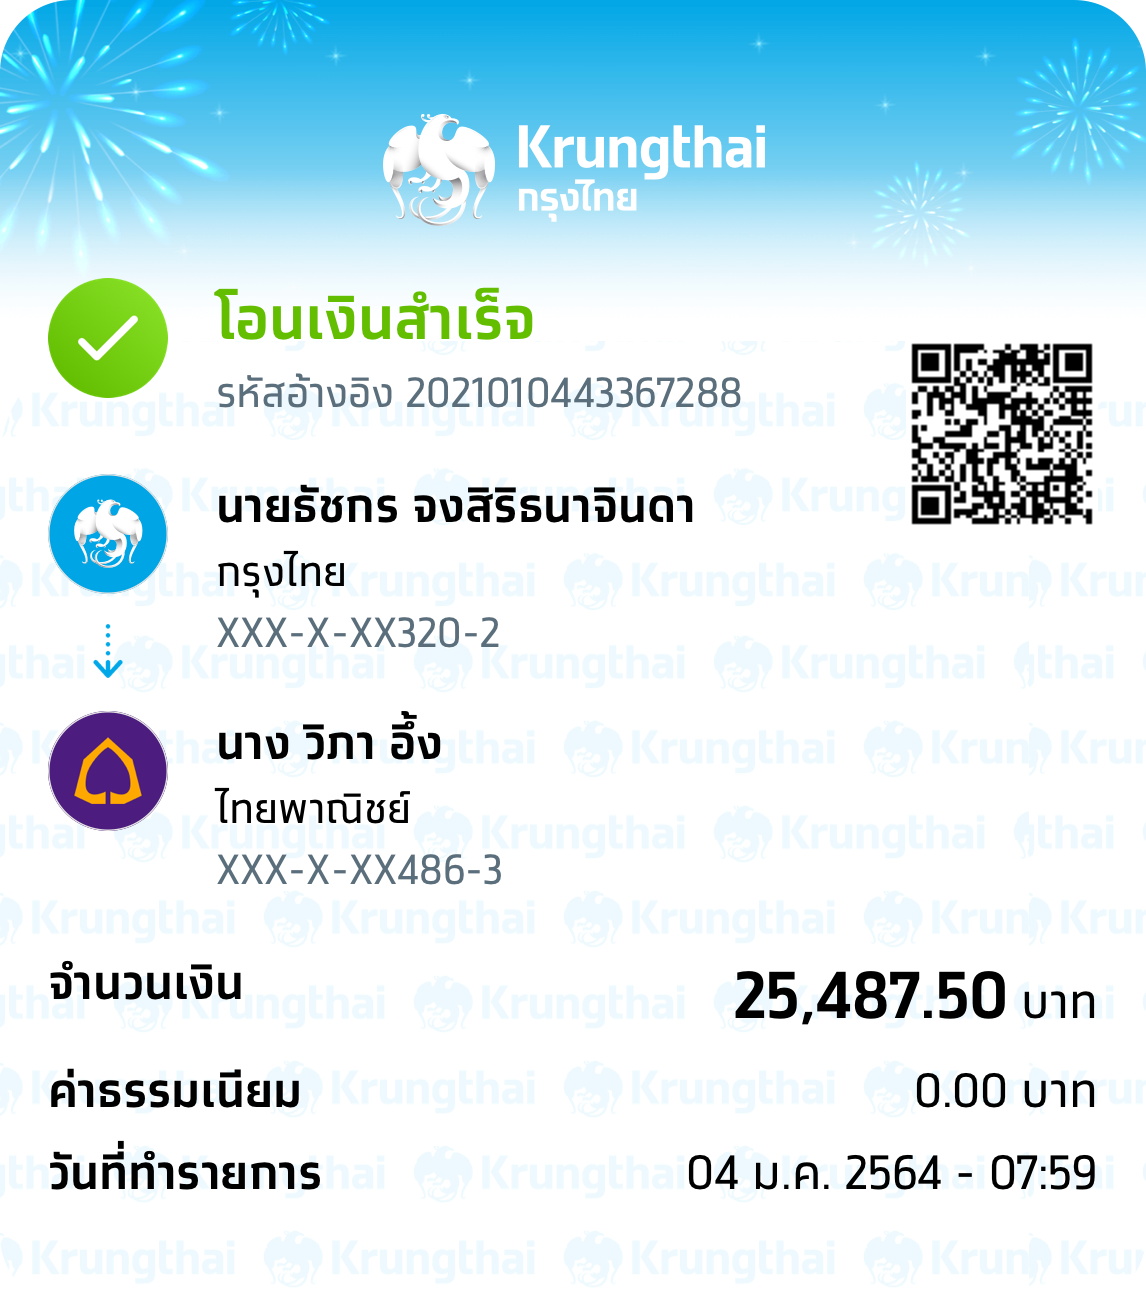 Krungthai
กรุงไทย
โอนเงินสำเร็จ
รหัสอ้างอิง 2021010443367288
นายธัชกร จงสิริธนาจินดา
กรุงไทย
XXX-X-XX320-2
นาง วิภา อึ้ง
ไทยพาณิชย์
XXX-X-XX486-3
จำนวนเงิน 25,487.50 บาท
ค่าธรรมเนียม 0.00 บาท
วันที่ทำรายการ 04 ม.ค. 2564 - 07:59